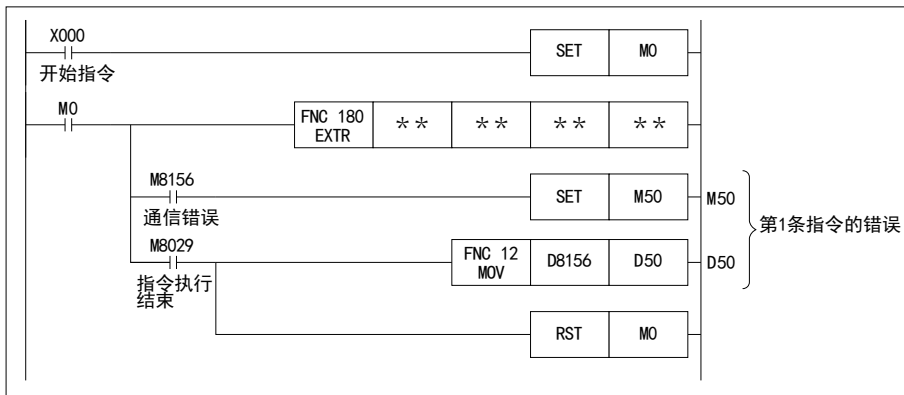 X000
SET M0
开始指令
M0
FNC 180
EXTR
** ** ** **
M8156
SET M50 M50
通信错误
第1条指令的错误
M8029
FNC 12
MOV
D8156 D50 D50
指令执行
结束
RST M0